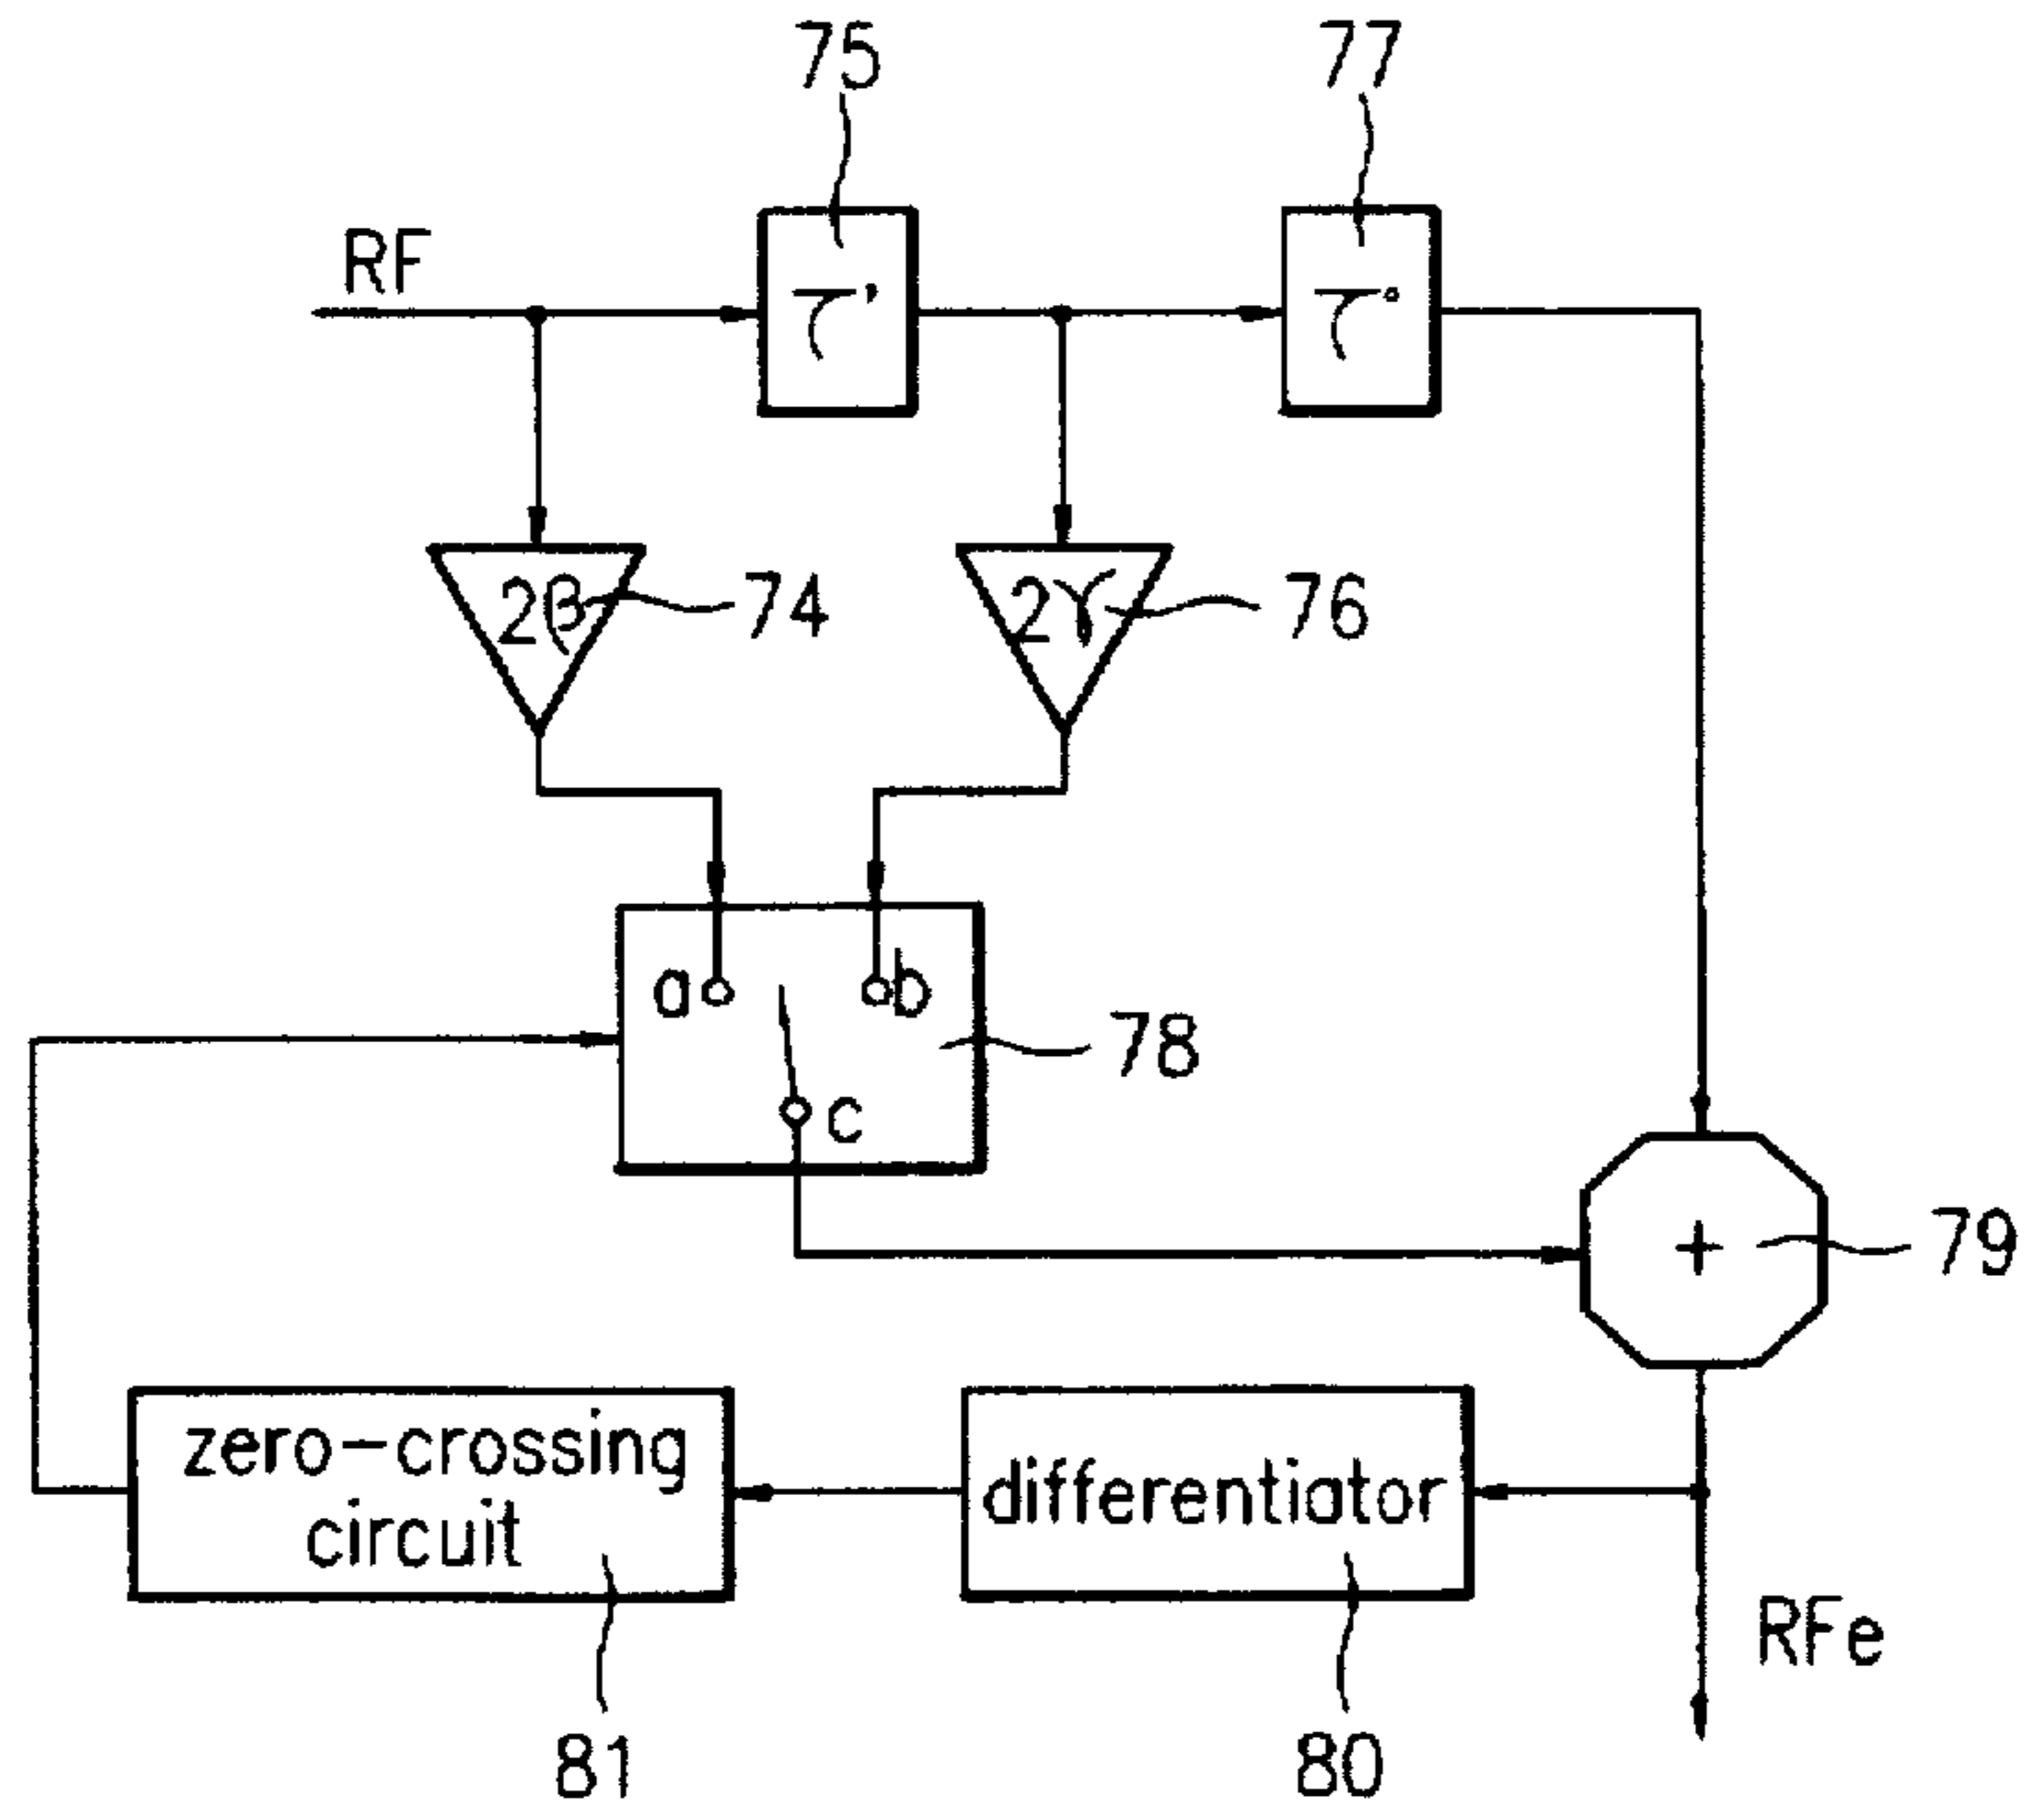 75
77
RF
τ'
τ°
2β
74
2γ
76
a
b
78
c
+
79
zero-crossing
circuit
differentiator
RFe
81
80